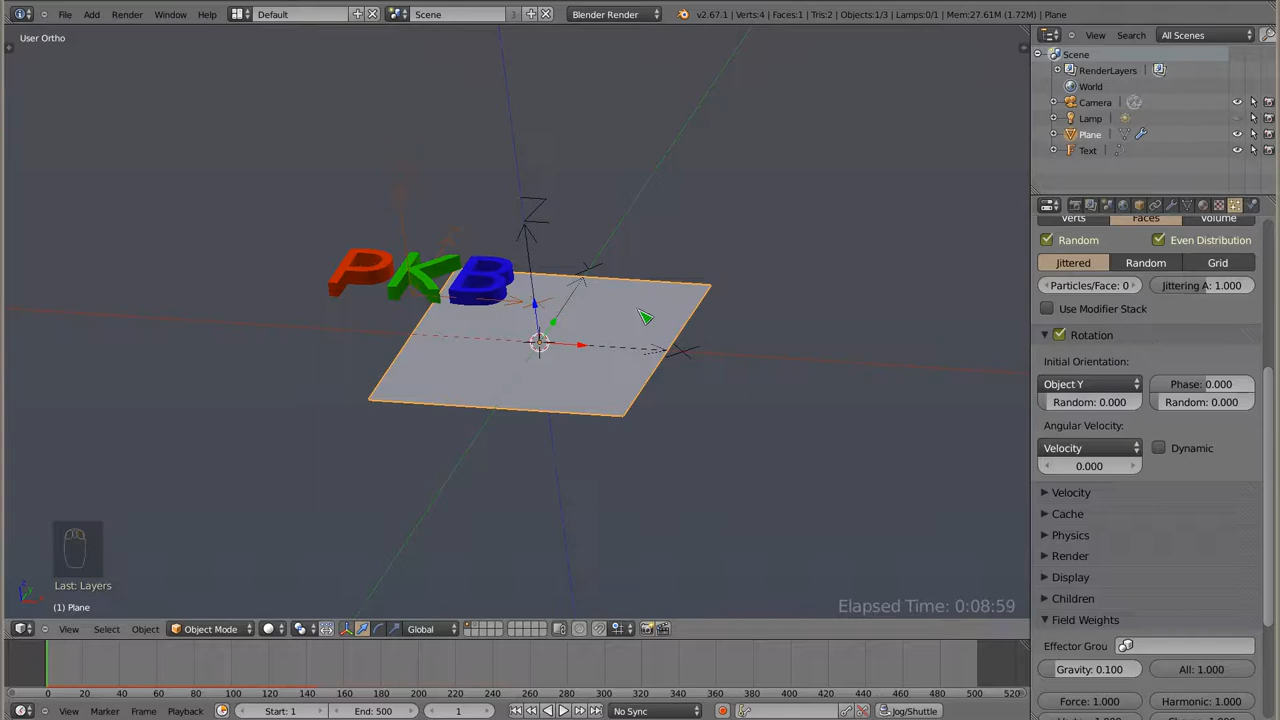 File Add Render Window Help Default Scene 3 Blender Render v2.67.1 | Verts:4 | Faces:1 | Tris:2 | Objects:1/3 | Lamps:0/1 | Mem:27.61M (1.72M) | Plane
User Ortho
View Search All Scenes
Scene
RenderLayers
World
Camera
Lamp
Plane
Text
Verts Faces Volume
Random Even Distribution
Jittered Random Grid
Particles/Face: 0 Jittering A: 1.000
Use Modifier Stack
Rotation
Initial Orientation:
Object Y Phase: 0.000
Random: 0.000 Random: 0.000
Angular Velocity:
Velocity Dynamic
0.000
Velocity
Cache
Physics
Render
Display
Children
Field Weights
Effector Grou
Gravity: 0.100 All: 1.000
Force: 1.000 Harmonic: 1.000
Z
PKB
X
Last: Layers
(1) Plane
Elapsed Time: 0:08:59
View Select Object Object Mode Global
0 20 40 60 80 100 120 140 160 180 200 220 240 260 280 300 320 340 360 380 400 420 440 460 480 500 520
View Marker Frame Playback Start: 1 End: 500 1 No Sync Jog/Shuttle